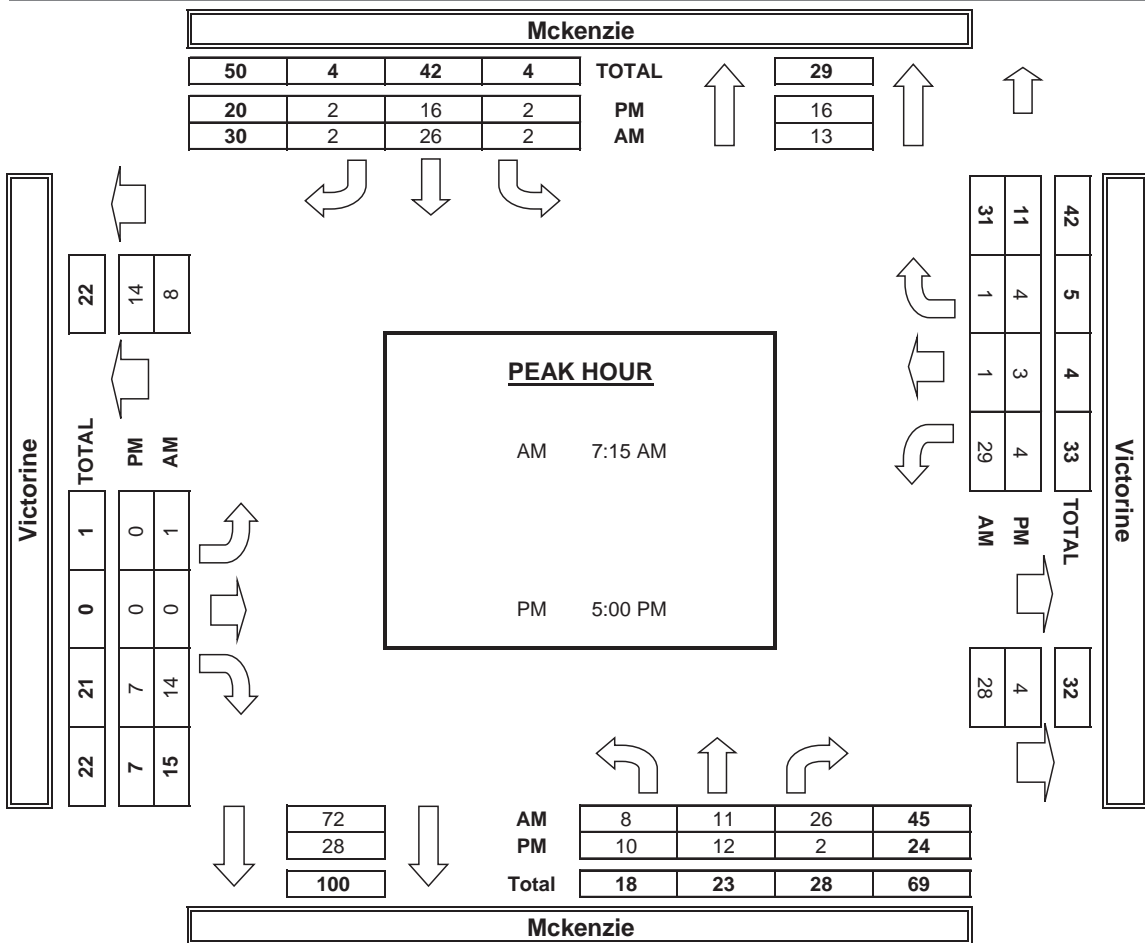 Mckenzie
50 4 42 4 TOTAL 29
20 2 16 2 PM 16
30 2 26 2 AM 13
Victorine
22 14 8
TOTAL PM AM
1 0 1
0 0 0
21 7 14
22 7 15
PEAK HOUR
AM 7:15 AM
PM 5:00 PM
31 11 42
1 4 5
1 3 4
29 4 33
AM PM TOTAL
28 4 32
Victorine
72 AM 8 11 26 45
28 PM 10 12 2 24
100 Total 18 23 28 69
Mckenzie